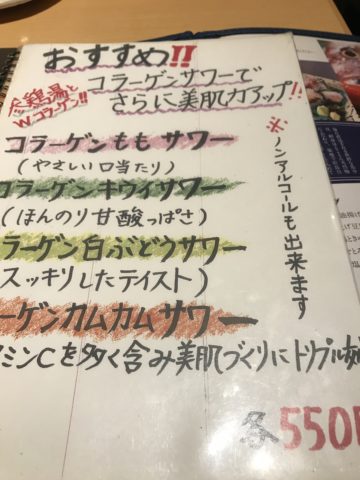 おすすめ!!
コラーゲンサワーで
さらに美肌力アップ!!
鶏湯と
Wコラーゲン!!
コラーゲンももサワー
(やさしい口当たり)
コラーゲンキウイサワー
(ほんのり甘酸っぱさ)
ラーゲン白ぶどうサワー
スッキリしたテイスト)
ーゲンカムカムサワー
ミンCを多く含み美肌づくりにトリプル効
各550
※ノンアルコールも出来ます